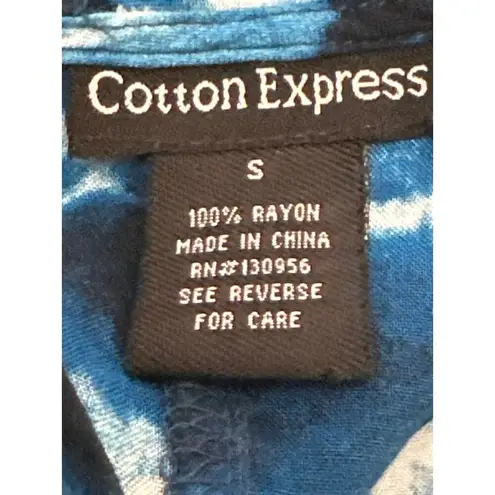 Cotton Express
S
100% RAYON
MADE IN CHINA
RN#130956
SEE REVERSE
FOR CARE